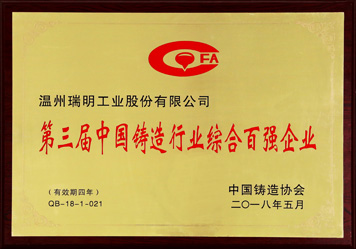 CFA
温州瑞明工业股份有限公司
第三届中国铸造行业综合百强企业
(有效期四年)
QB-18-1-021
中国铸造协会
二〇一八年五月